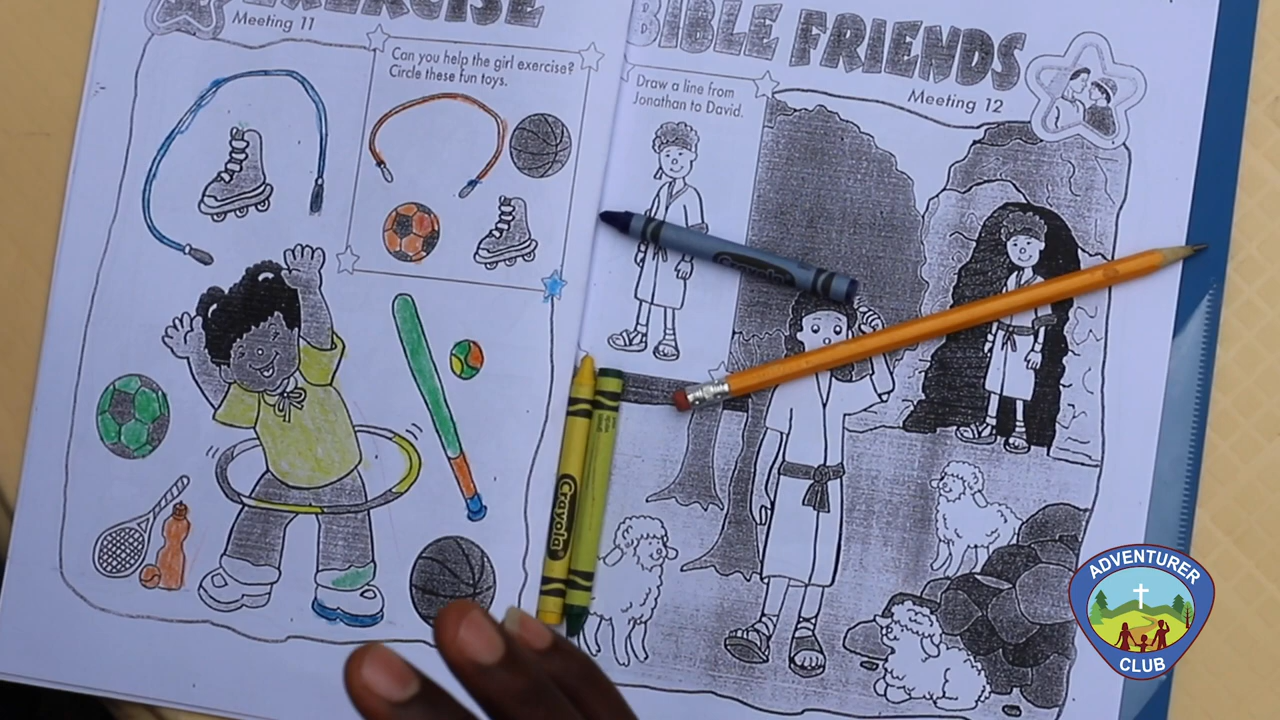 EXERCISE
Meeting 11
Can you help the girl exercise?
Circle these fun toys.
BIBLE FRIENDS
Meeting 12
Draw a line from
Jonathan to David.
Crayola
Crayola
ADVENTURER
CLUB